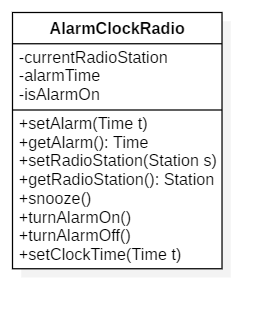 AlarmClockRadio
-currentRadioStation
-alarmTime
-isAlarmOn
+setAlarm(Time t)
+getAlarm(): Time
+setRadioStation(Station s)
+getRadioStation(): Station
+snooze()
+turnAlarmOn()
+turnAlarmOff()
+setClockTime(Time t)